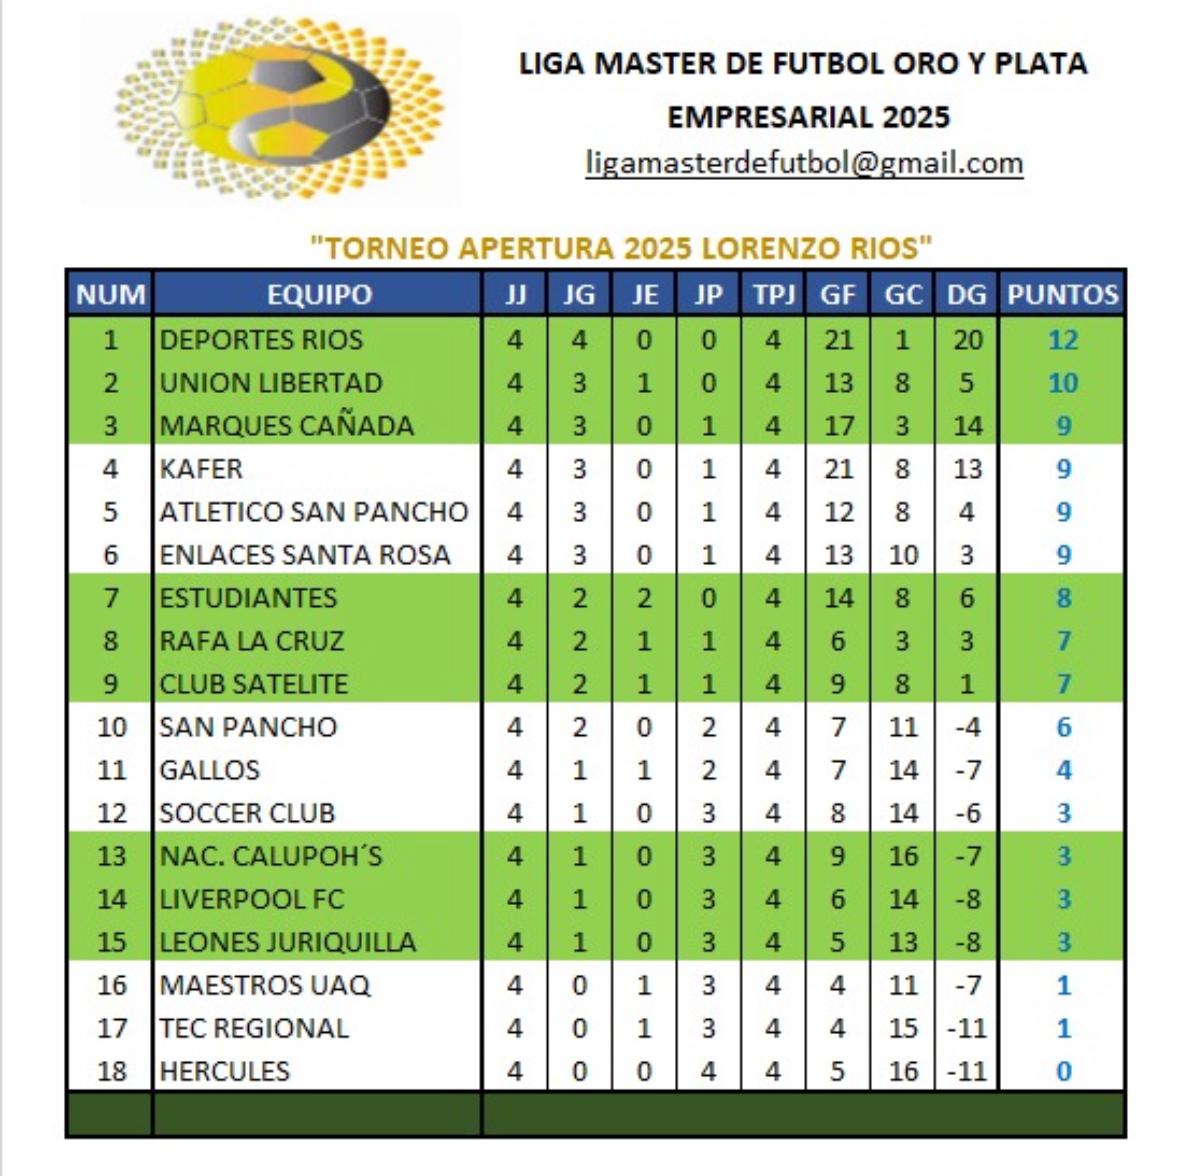 LIGA MASTER DE FUTBOL ORO Y PLATA
EMPRESARIAL 2025
ligamasterdefutbol@gmail.com
"TORNEO APERTURA 2025 LORENZO RIOS"
NUM EQUIPO JJ JG JE JP TPJ GF GC DG PUNTOS
1 DEPORTES RIOS 4 4 0 0 4 21 1 20 12
2 UNION LIBERTAD 4 3 1 0 4 13 8 5 10
3 MARQUES CAÑADA 4 3 0 1 4 17 3 14 9
4 KAFER 4 3 0 1 4 21 8 13 9
5 ATLETICO SAN PANCHO 4 3 0 1 4 12 8 4 9
6 ENLACES SANTA ROSA 4 3 0 1 4 13 10 3 9
7 ESTUDIANTES 4 2 2 0 4 14 8 6 8
8 RAFA LA CRUZ 4 2 1 1 4 6 3 3 7
9 CLUB SATELITE 4 2 1 1 4 9 8 1 7
10 SAN PANCHO 4 2 0 2 4 7 11 -4 6
11 GALLOS 4 1 1 2 4 7 14 -7 4
12 SOCCER CLUB 4 1 0 3 4 8 14 -6 3
13 NAC. CALUPOH´S 4 1 0 3 4 9 16 -7 3
14 LIVERPOOL FC 4 1 0 3 4 6 14 -8 3
15 LEONES JURIQUILLA 4 1 0 3 4 5 13 -8 3
16 MAESTROS UAQ 4 0 1 3 4 4 11 -7 1
17 TEC REGIONAL 4 0 1 3 4 4 15 -11 1
18 HERCULES 4 0 0 4 4 5 16 -11 0